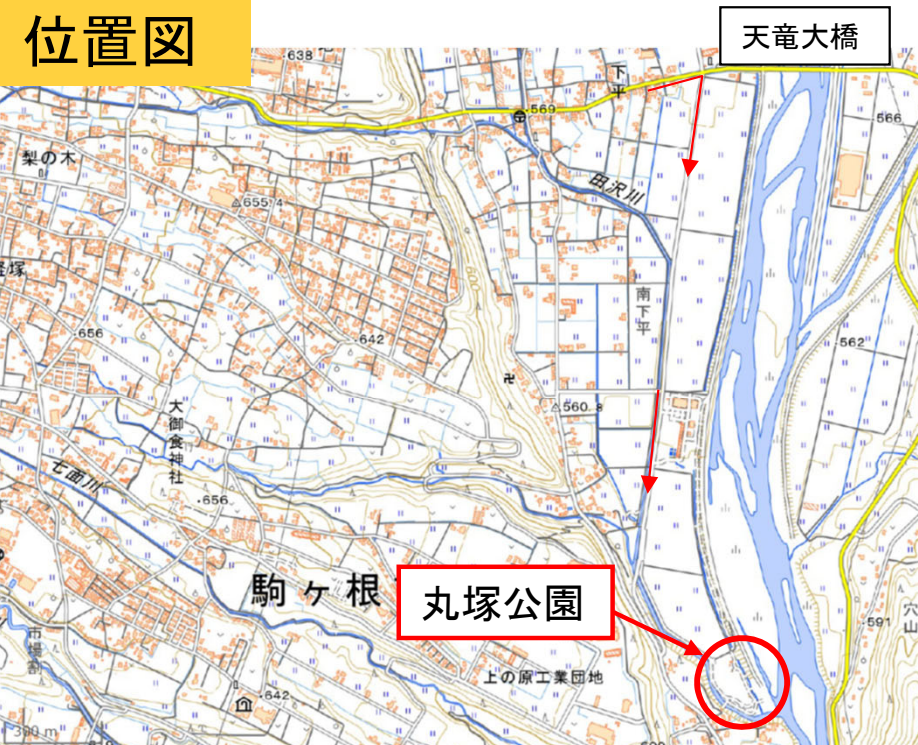 位置図
天竜大橋
638
下平
569
566
梨の木
田沢川
655.4
南下平
656
642
562
560.8
大御食神社
七面川
656
駒ヶ根
丸塚公園
591
市場割
上の原工業団地
642
300 m